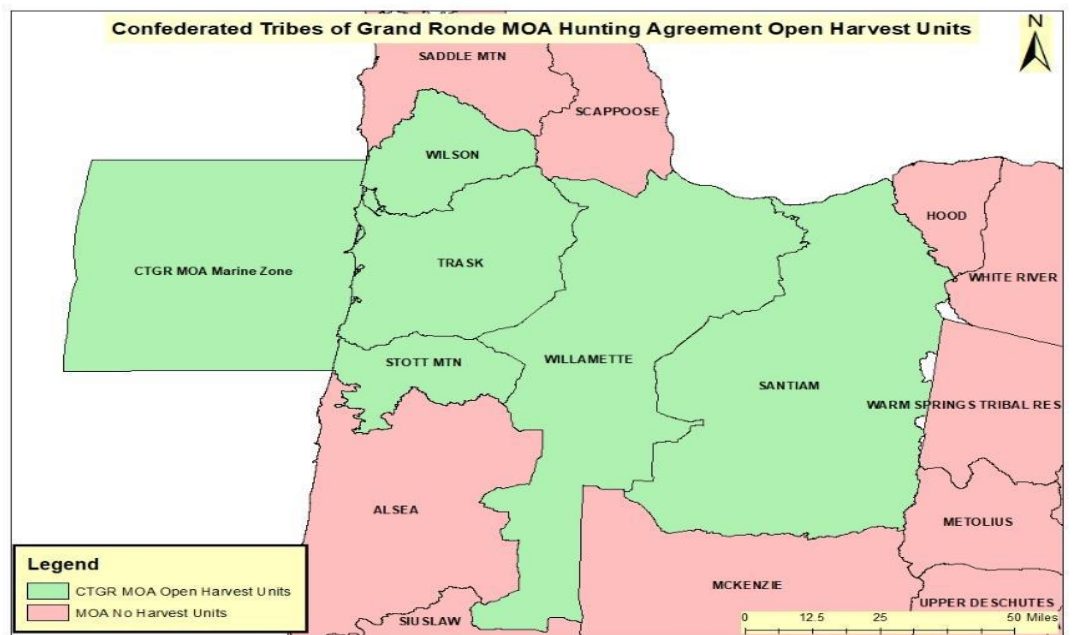 Confederated Tribes of Grand Ronde MOA Hunting Agreement Open Harvest Units
N
SADDLE MTN
SCAPPOOSE
WILSON
HOOD
CTGR MOA Marine Zone
TRASK
WHITE RIVER
STOTT MTN
WILLAMETTE
SANTIAM
WARM SPRINGS TRIBAL RES
ALSEA
METOLIUS
Legend
CTGR MOA Open Harvest Units
MOA No Harvest Units
MCKENZIE
UPPER DESCHUTES
SIUSLAW
0 12.5 25 50 Miles